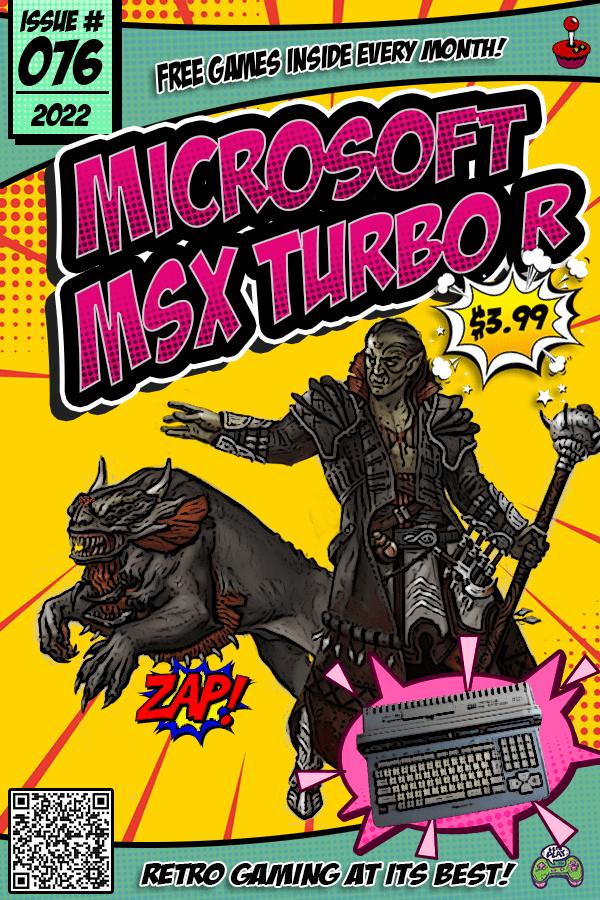 ISSUE #
076
2022
FREE GAMES INSIDE EVERY MONTH!
MICROSOFT
MSX TURBO R
$3.99
ZAP!
RETRO GAMING AT ITS BEST!